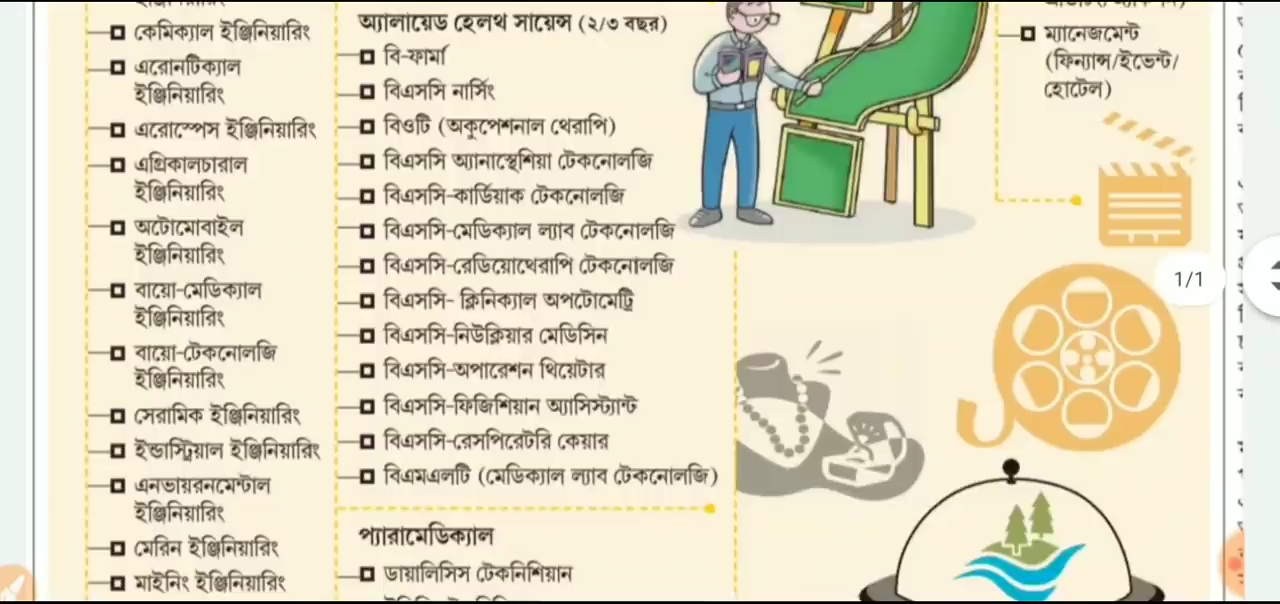 কেমিক্যাল ইঞ্জিনিয়ারিং
এরোনটিক্যাল
ইঞ্জিনিয়ারিং
এরোস্পেস ইঞ্জিনিয়ারিং
এগ্রিকালচারাল
ইঞ্জিনিয়ারিং
অটোমোবাইল
ইঞ্জিনিয়ারিং
বায়ো-মেডিক্যাল
ইঞ্জিনিয়ারিং
বায়ো-টেকনোলজি
ইঞ্জিনিয়ারিং
সেরামিক ইঞ্জিনিয়ারিং
ইন্ডাস্ট্রিয়াল ইঞ্জিনিয়ারিং
এনভায়রনমেন্টাল
ইঞ্জিনিয়ারিং
মেরিন ইঞ্জিনিয়ারিং
মাইনিং ইঞ্জিনিয়ারিং
অ্যালায়েড হেলথ সায়েন্স (২/৩ বছর)
বি-ফার্মা
বিএসসি নার্সিং
বিওটি (অকুপেশনাল থেরাপি)
বিএসসি অ্যানাস্থেশিয়া টেকনোলজি
বিএসসি-কার্ডিয়াক টেকনোলজি
বিএসসি-মেডিক্যাল ল্যাব টেকনোলজি
বিএসসি-রেডিয়োথেরাপি টেকনোলজি
বিএসসি- ক্লিনিক্যাল অপটোমেট্রি
বিএসসি-নিউক্লিয়ার মেডিসিন
বিএসসি-অপারেশন থিয়েটার
বিএসসি-ফিজিশিয়ান অ্যাসিস্ট্যান্ট
বিএসসি-রেসপিরেটরি কেয়ার
বিএমএলটি (মেডিক্যাল ল্যাব টেকনোলজি)
প্যারামেডিক্যাল
ডায়ালিসিস টেকনিশিয়ান
ম্যানেজমেন্ট
(ফিন্যান্স/ইভেন্ট/
হোটেল)
1/1